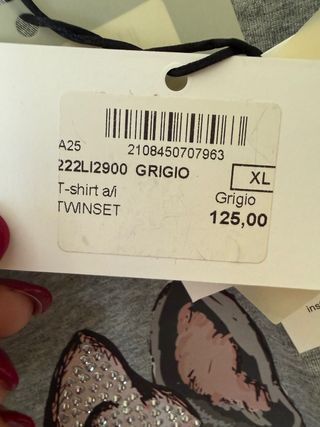 A25
2108450707963
222LI2900 GRIGIO
XL
T-shirt a/i
Grigio
TWINSET
125,00